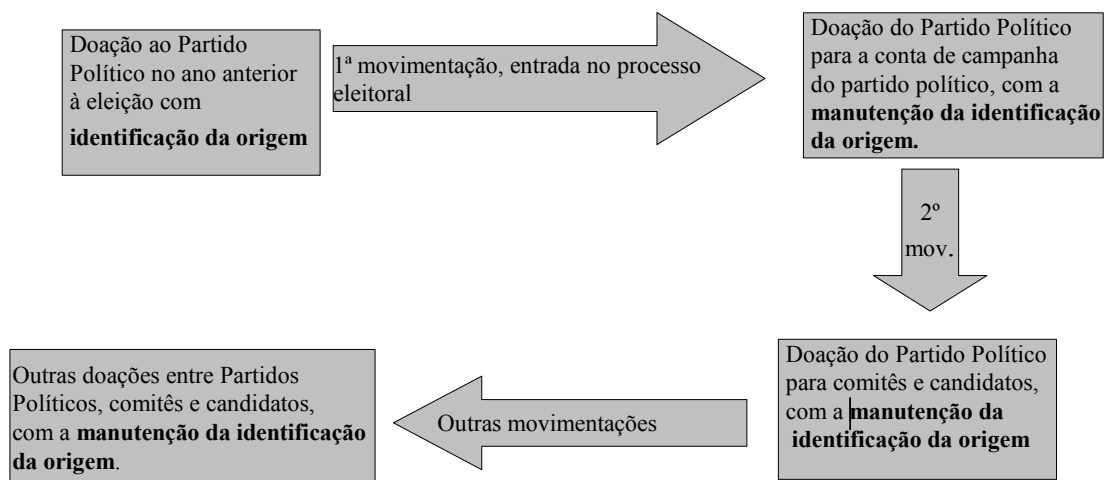 Doação ao Partido
Político no ano anterior
à eleição com
identificação da origem
1ª movimentação, entrada no processo
eleitoral
Doação do Partido Político
para a conta de campanha
do partido político, com a
manutenção da identificação
da origem.
2º
mov.
Doação do Partido Político
para comitês e candidatos,
com a manutenção da
identificação da origem
Outras movimentações
Outras doações entre Partidos
Políticos, comitês e candidatos,
com a manutenção da identificação
da origem.